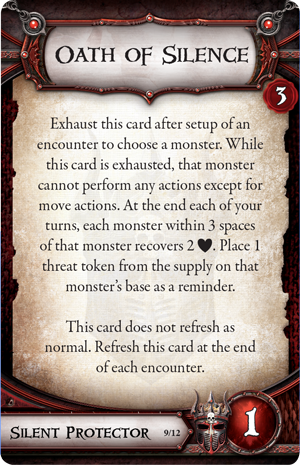 Oath of Silence
3
Exhaust this card after setup of an
encounter to choose a monster. While
this card is exhausted, that monster
cannot perform any actions except for
move actions. At the end each of your
turns, each monster within 3 spaces
of that monster recovers 2 ♥. Place 1
threat token from the supply on that
monster's base as a reminder.
This card does not refresh as
normal. Refresh this card at the end
of each encounter.
Silent Protector 9/12
1